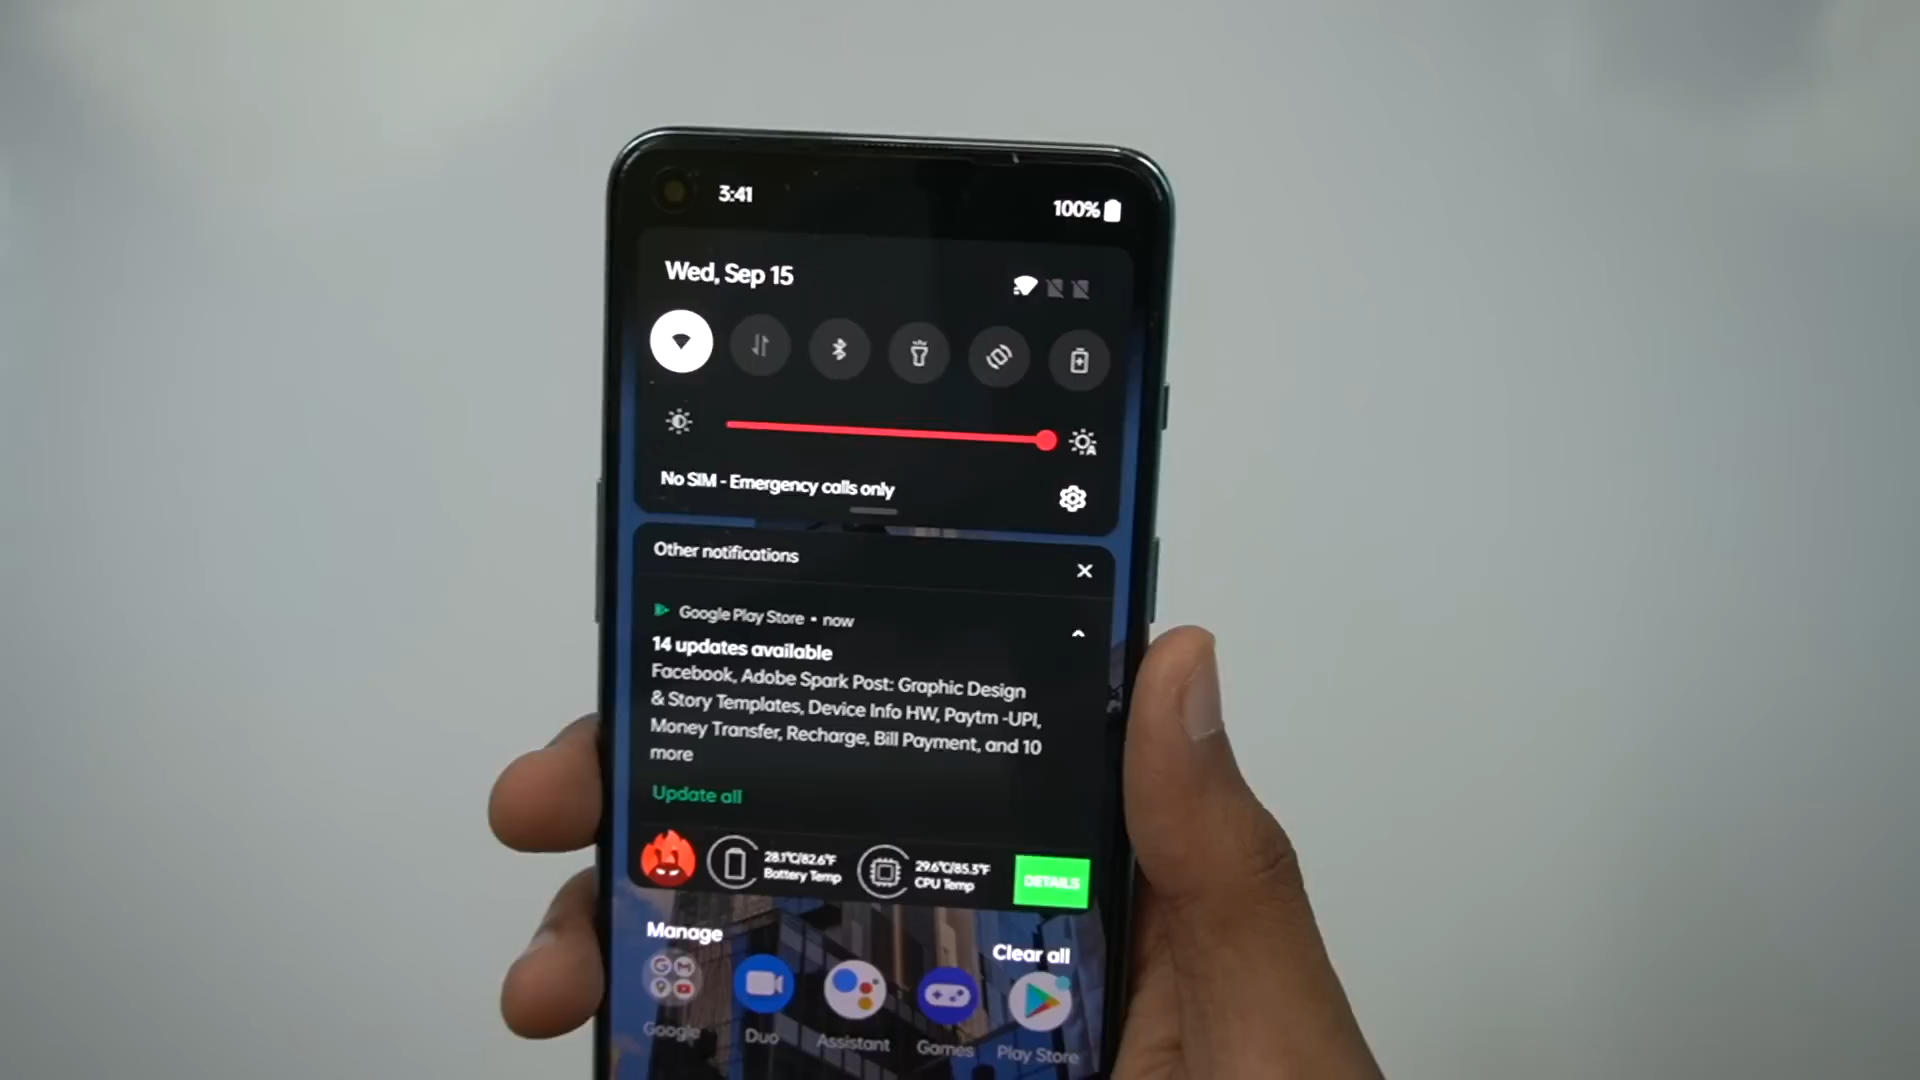 3:41
100%
Wed, Sep 15
No SIM - Emergency calls only
Other notifications
Google Play Store • now
14 updates available
Facebook, Adobe Spark Post: Graphic Design
& Story Templates, Device Info HW, Paytm -UPI,
Money Transfer, Recharge, Bill Payment, and 10
more
Update all
28.1°C/82.6°F
Battery Temp
29.6°C/85.3°F
CPU Temp
DETAILS
Manage
Clear all
Google
Duo
Assistant
Games
Play Store